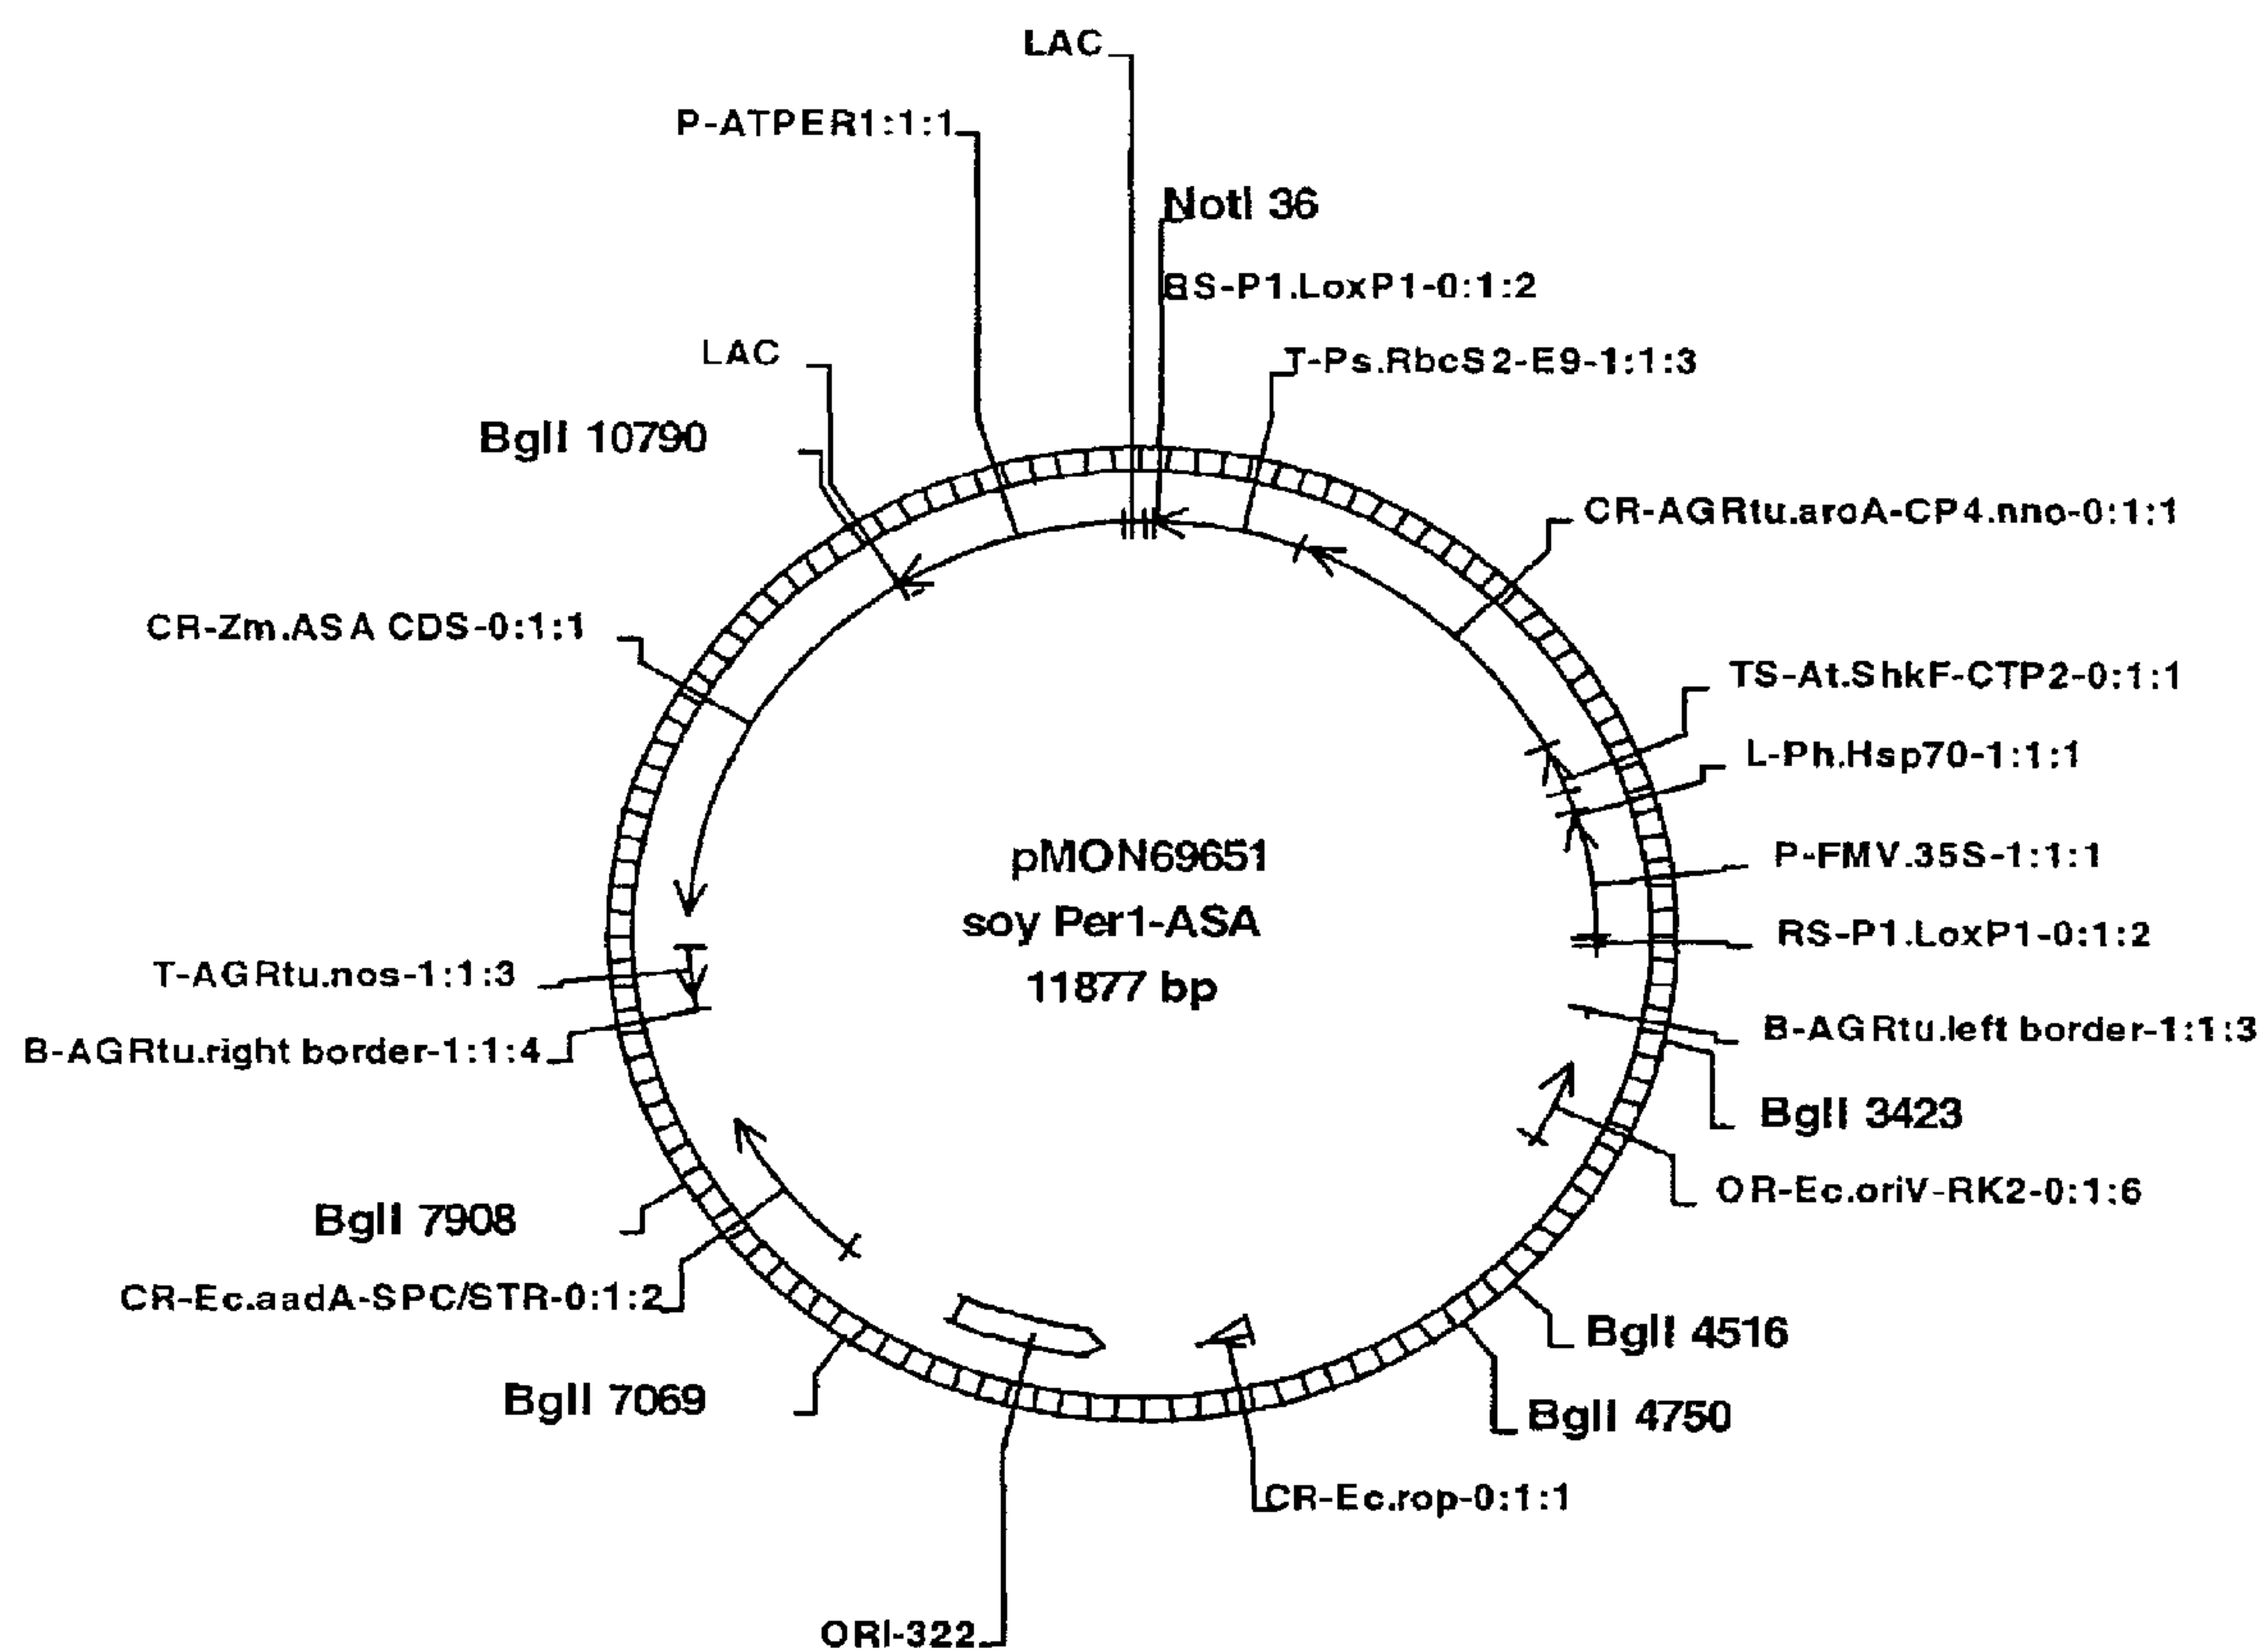 LAC
P-ATPER1:1:1
NotI 36
RS-P1.LoxP1-0:1:2
LAC
T-Ps.RbcS2-E9-1:1:3
BglI 10790
CR-AGRtu.aroA-CP4.nno-0:1:1
CR-Zm.ASA CDS-0:1:1
TS-At.ShkF-CTP2-0:1:1
L-Ph.Hsp70-1:1:1
pMON69651
P-FMV.35S-1:1:1
soy Per1-ASA
RS-P1.LoxP1-0:1:2
T-AGRtu.nos-1:1:3
11877 bp
B-AGRtu.right border-1:1:4
B-AGRtu.left border-1:1:3
BglI 3423
OR-Ec.oriV-RK2-0:1:6
BglI 7908
CR-Ec.aadA-SPC/STR-0:1:2
BglI 4516
BglI 7069
BglI 4750
CR-Ec.rop-0:1:1
ORI-322